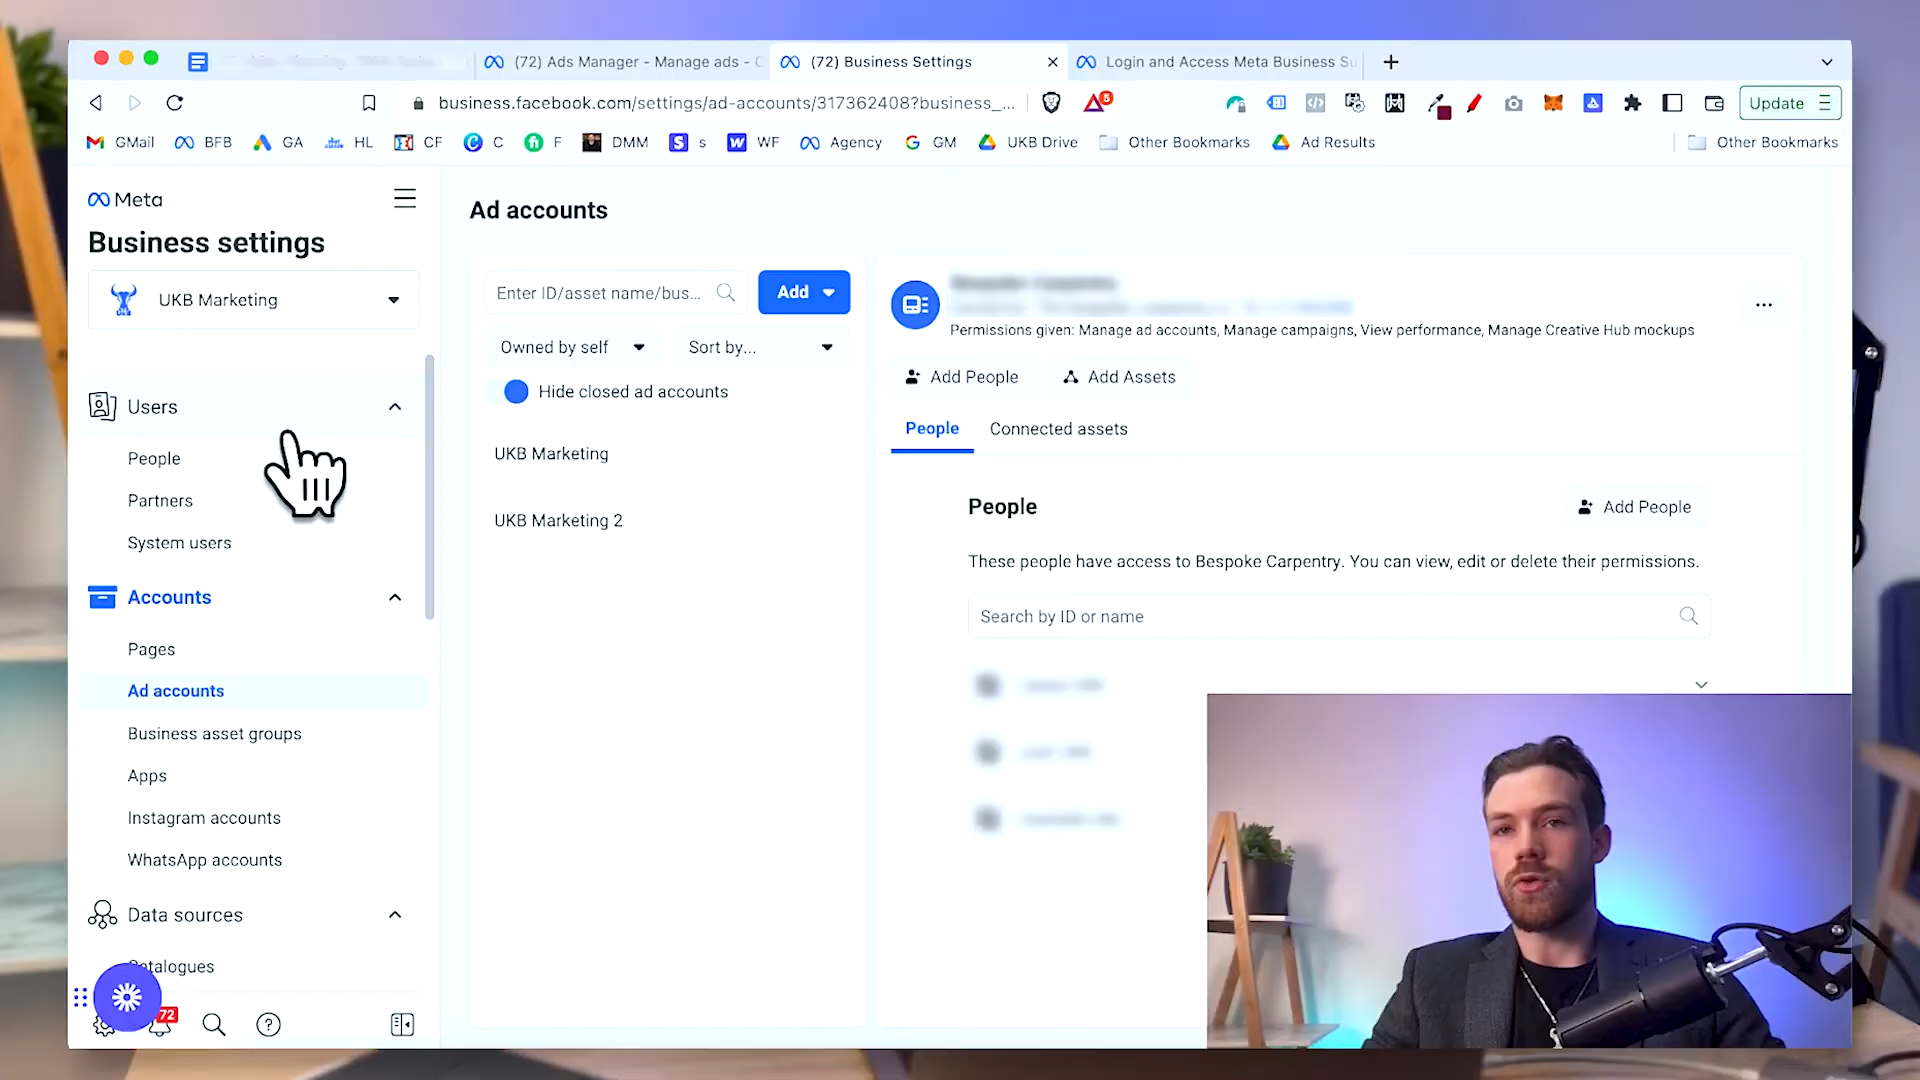 (72) Ads Manager - Manage ads - C
(72) Business Settings
Login and Access Meta Business Su
business.facebook.com/settings/ad-accounts/317362408?business_...
5
Update
GMail
BFB
GA
HL
CF
C
F
DMM
S s
W WF
Agency
GM
UKB Drive
Other Bookmarks
Ad Results
Other Bookmarks
Meta
Business settings
UKB Marketing
Users
People
Partners
System users
Accounts
Pages
Ad accounts
Business asset groups
Apps
Instagram accounts
WhatsApp accounts
Data sources
Catalogues
72
Ad accounts
Enter ID/asset name/bus...
Add
Owned by self
Sort by...
Hide closed ad accounts
UKB Marketing
UKB Marketing 2
Permissions given: Manage ad accounts, Manage campaigns, View performance, Manage Creative Hub mockups
Add People
Add Assets
People
Connected assets
People
Add People
These people have access to Bespoke Carpentry. You can view, edit or delete their permissions.
Search by ID or name